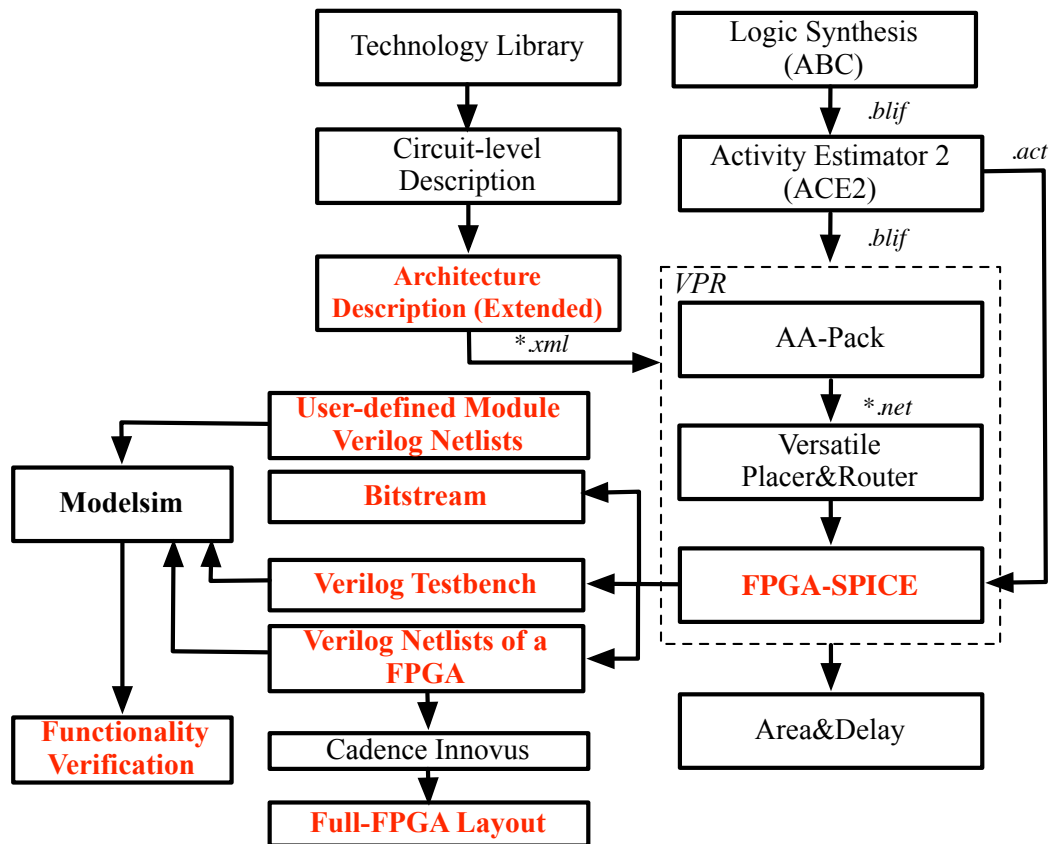 Technology Library
Logic Synthesis
(ABC)
.blif
Circuit-level
Description
Activity Estimator 2
(ACE2)
.act
.blif
Architecture
Description (Extended)
*.xml
VPR
AA-Pack
*.net
User-defined Module
Verilog Netlists
Versatile
Placer&Router
Modelsim
Bitstream
Verilog Testbench
FPGA-SPICE
Verilog Netlists of a
FPGA
Area&Delay
Functionality
Verification
Cadence Innovus
Full-FPGA Layout